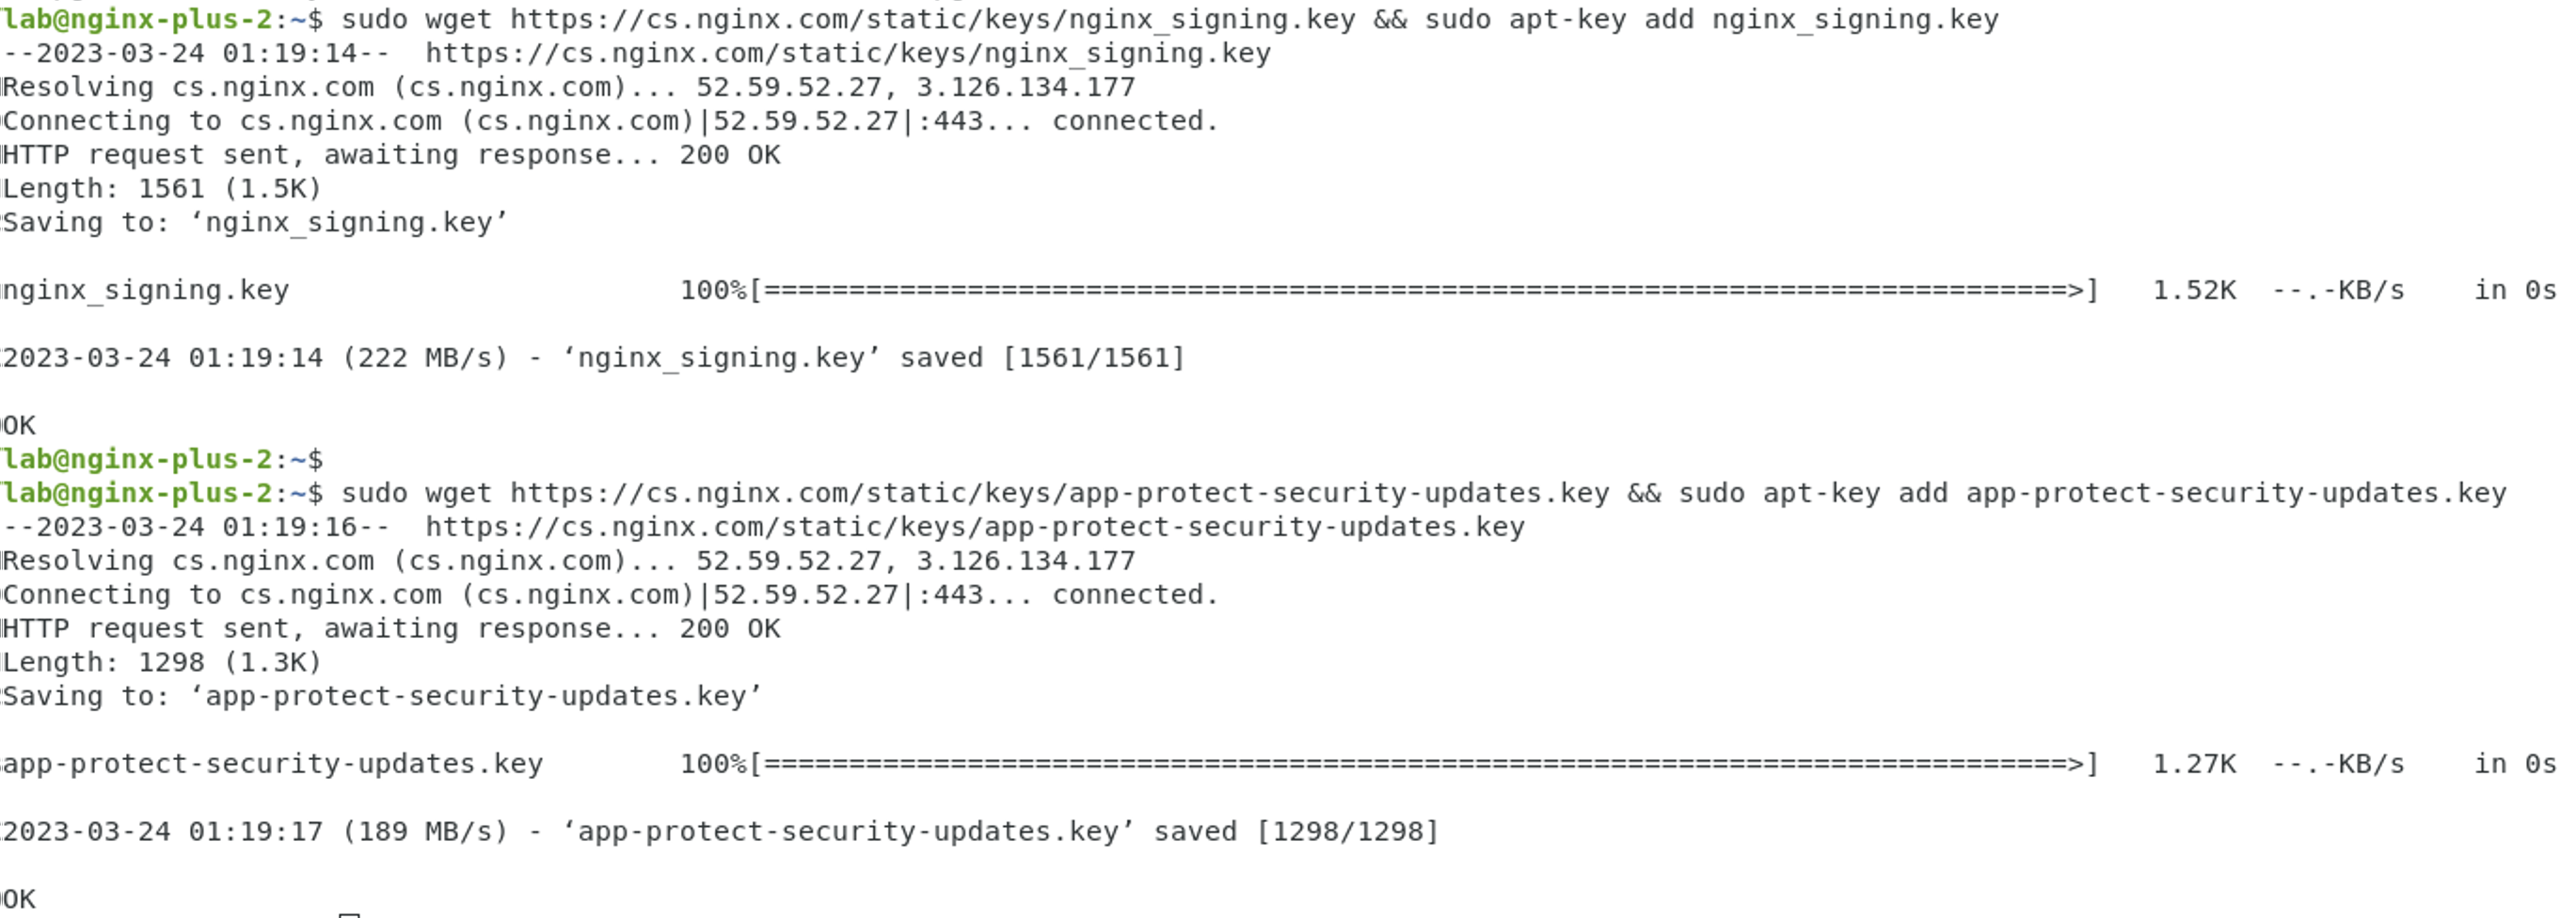 lab@nginx-plus-2:~$ sudo wget https://cs.nginx.com/static/keys/nginx_signing.key && sudo apt-key add nginx_signing.key
--2023-03-24 01:19:14--  https://cs.nginx.com/static/keys/nginx_signing.key
Resolving cs.nginx.com (cs.nginx.com)... 52.59.52.27, 3.126.134.177
Connecting to cs.nginx.com (cs.nginx.com)|52.59.52.27|:443... connected.
HTTP request sent, awaiting response... 200 OK
Length: 1561 (1.5K)
Saving to: ‘nginx_signing.key’
nginx_signing.key                       100%[=============================================================================>]   1.52K  --.-KB/s    in 0s
2023-03-24 01:19:14 (222 MB/s) - ‘nginx_signing.key’ saved [1561/1561]
OK
lab@nginx-plus-2:~$
lab@nginx-plus-2:~$ sudo wget https://cs.nginx.com/static/keys/app-protect-security-updates.key && sudo apt-key add app-protect-security-updates.key
--2023-03-24 01:19:16--  https://cs.nginx.com/static/keys/app-protect-security-updates.key
Resolving cs.nginx.com (cs.nginx.com)... 52.59.52.27, 3.126.134.177
Connecting to cs.nginx.com (cs.nginx.com)|52.59.52.27|:443... connected.
HTTP request sent, awaiting response... 200 OK
Length: 1298 (1.3K)
Saving to: ‘app-protect-security-updates.key’
app-protect-security-updates.key        100%[=============================================================================>]   1.27K  --.-KB/s    in 0s
2023-03-24 01:19:17 (189 MB/s) - ‘app-protect-security-updates.key’ saved [1298/1298]
OK